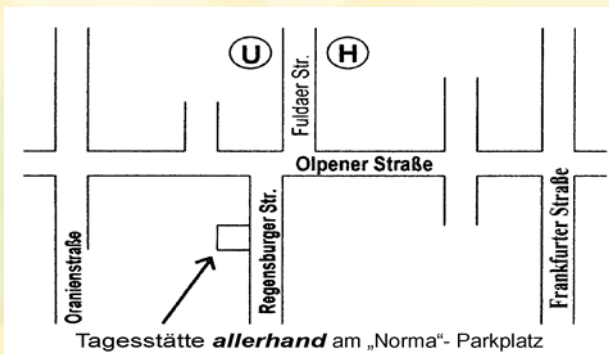 U
H
Fuldaer Str.
Olpener Straße
Oranienstraße
Regensburger Str.
Frankfurter Straße
Tagesstätte allerhand am „Norma“- Parkplatz